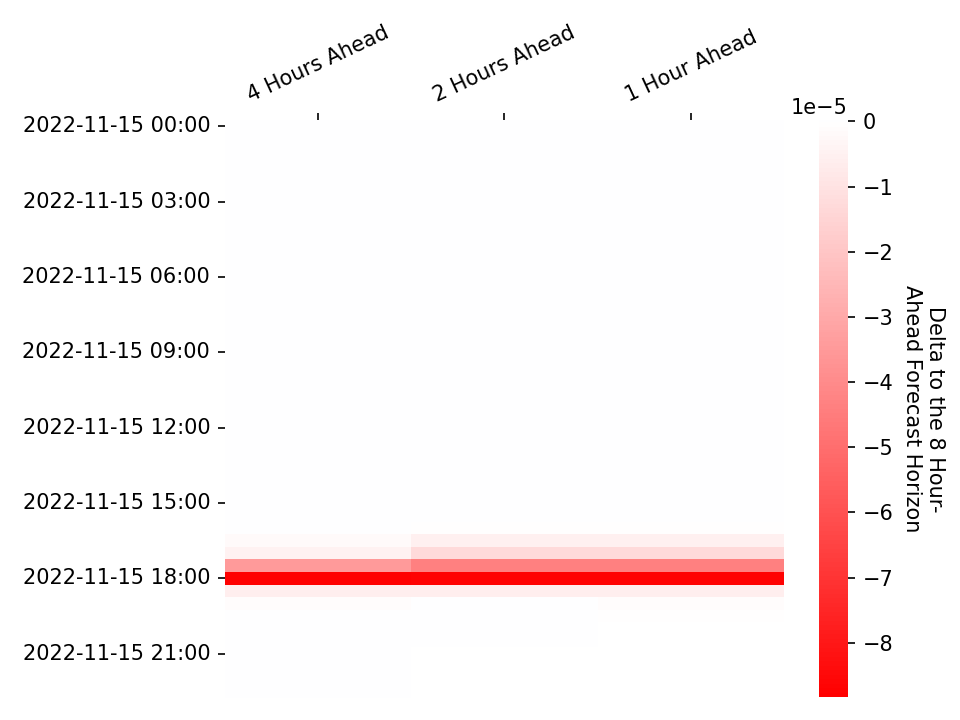 4 Hours Ahead
2 Hours Ahead
1 Hour Ahead
1e−5
2022-11-15 00:00
2022-11-15 03:00
2022-11-15 06:00
2022-11-15 09:00
2022-11-15 12:00
2022-11-15 15:00
2022-11-15 18:00
2022-11-15 21:00
0
−1
−2
−3
−4
−5
−6
−7
−8
Delta to the 8 Hour-
Ahead Forecast Horizon